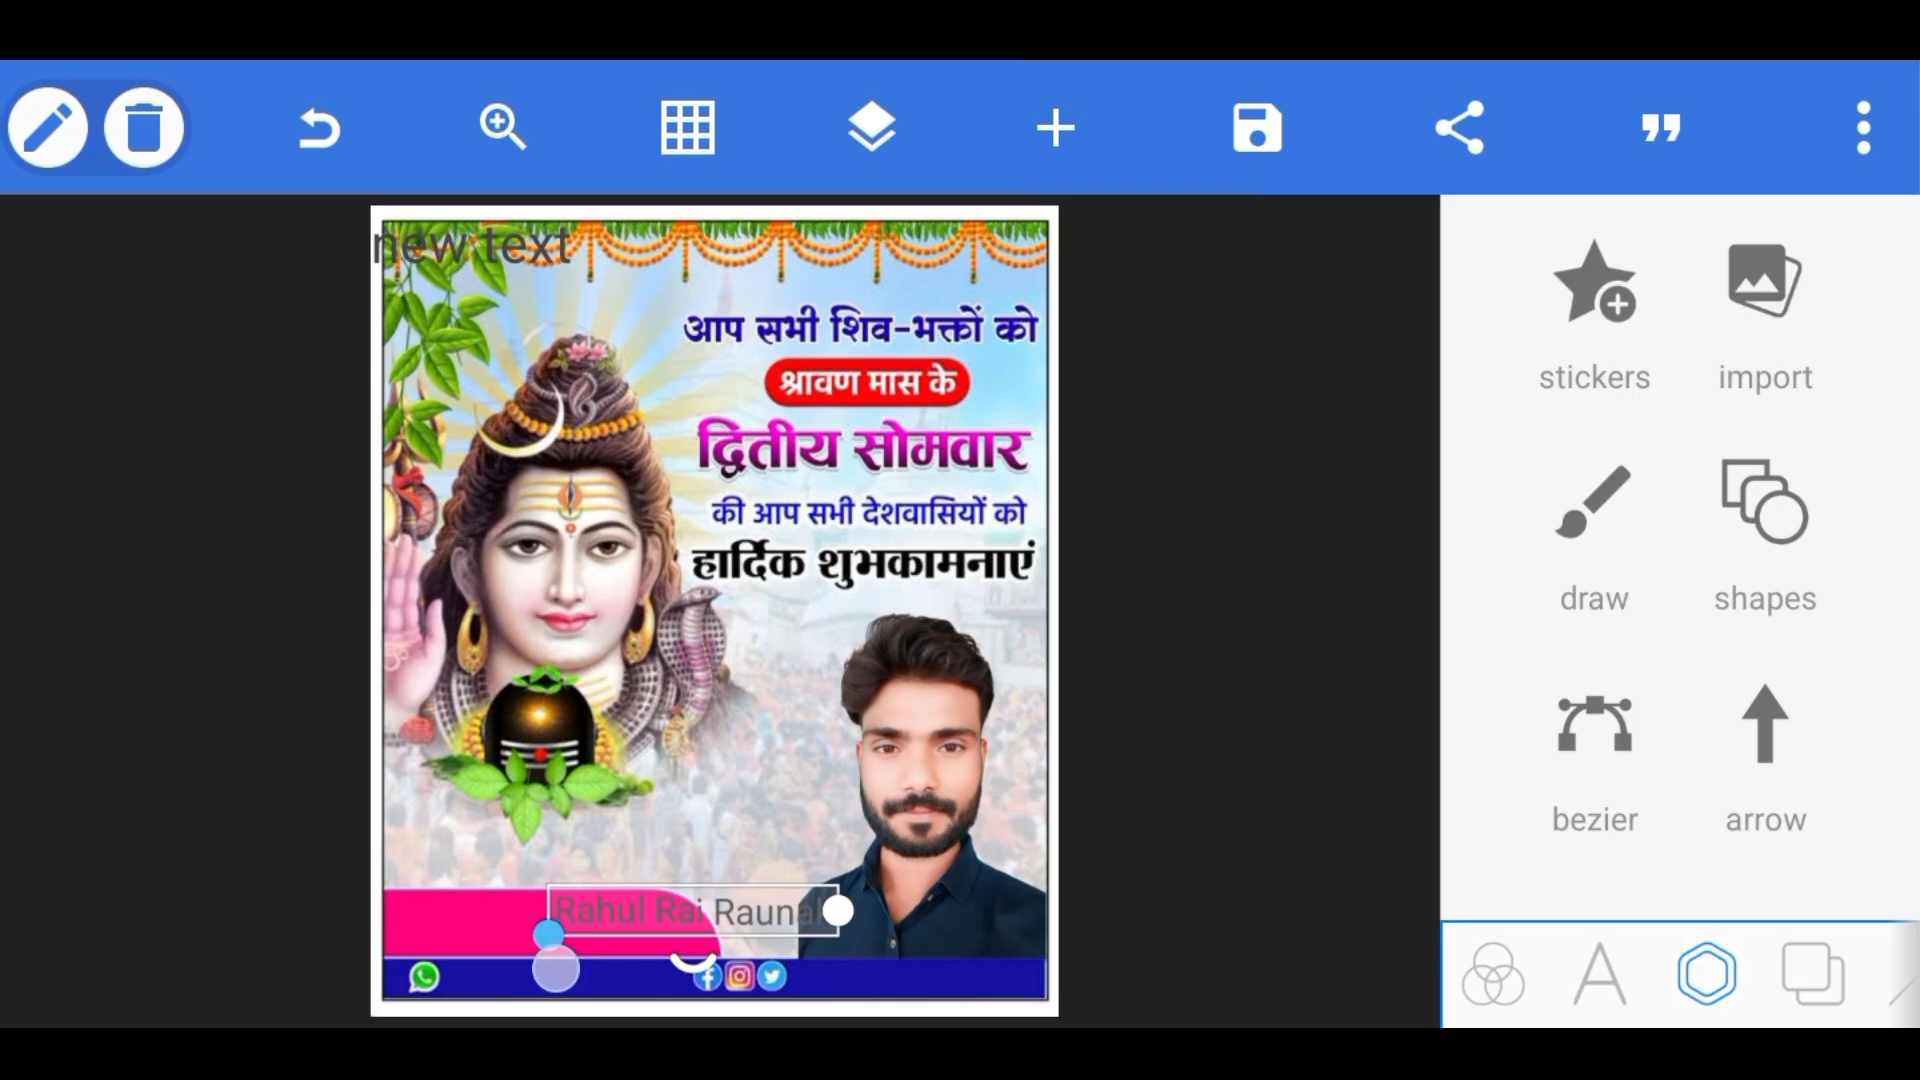 new text
आप सभी शिव-भक्तों को
श्रावण मास के
द्वितीय सोमवार
की आप सभी देशवासियों को
हार्दिक शुभकामनाएं
Rahul Rai Raunak
stickers
import
draw
shapes
bezier
arrow